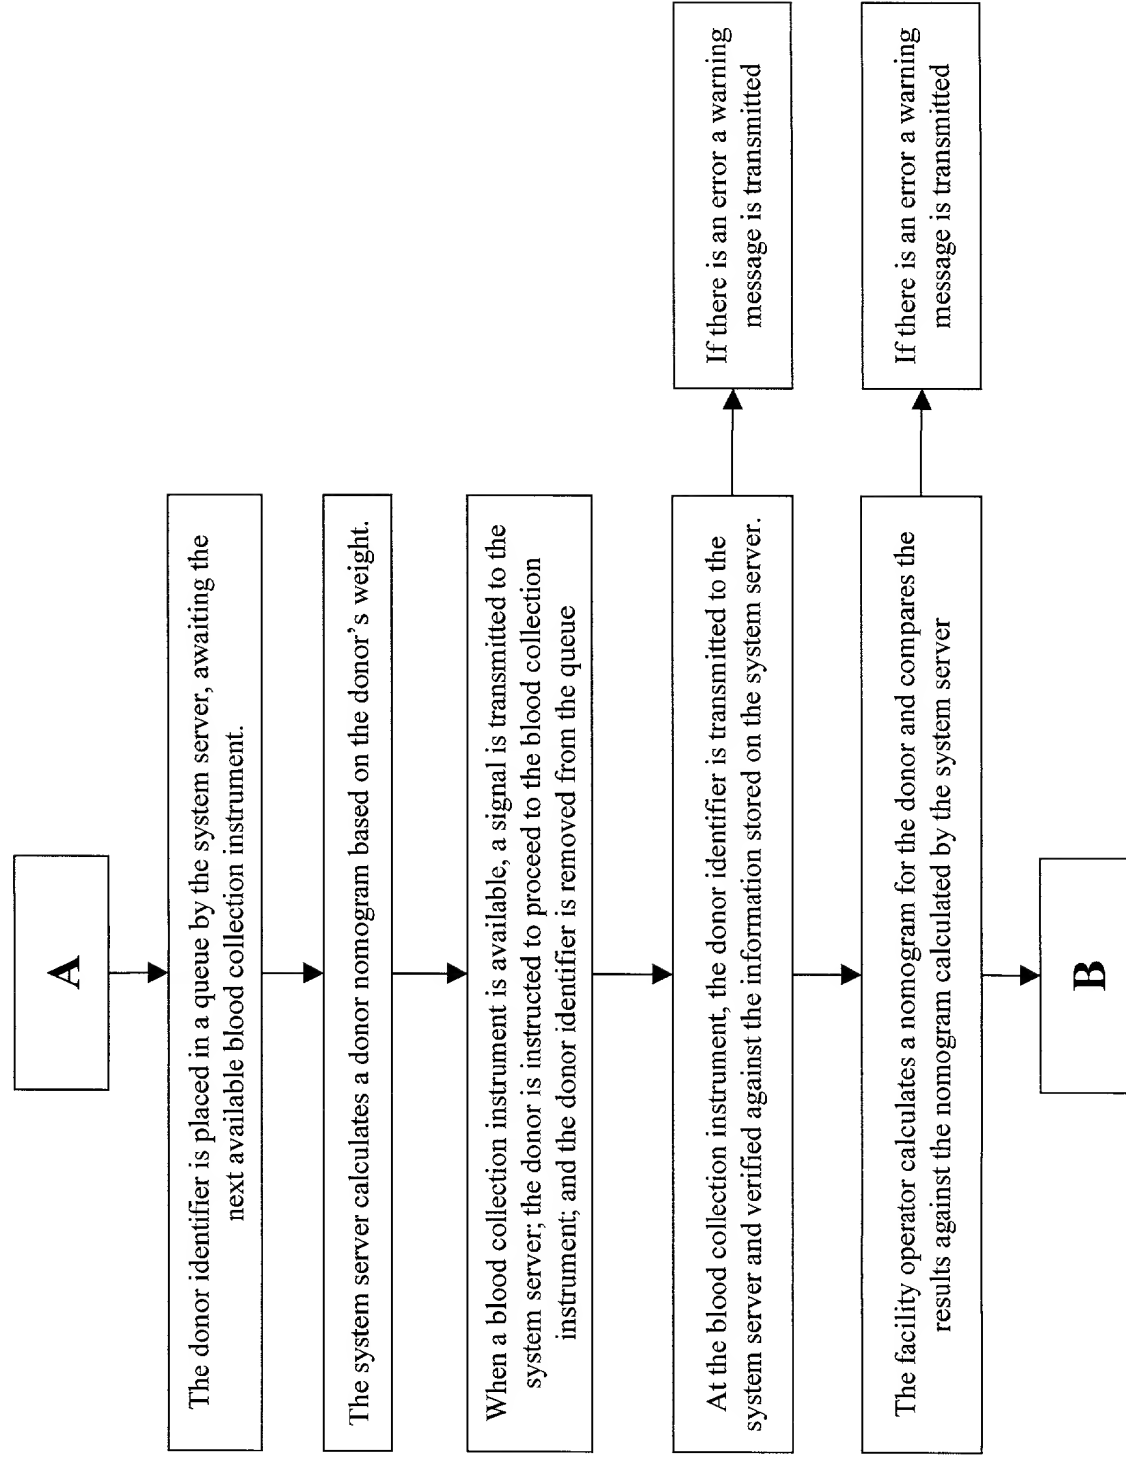 A
The donor identifier is placed in a queue by the system server, awaiting the
next available blood collection instrument.
The system server calculates a donor nomogram based on the donor’s weight.
When a blood collection instrument is available, a signal is transmitted to the
system server; the donor is instructed to proceed to the blood collection
instrument; and the donor identifier is removed from the queue
At the blood collection instrument, the donor identifier is transmitted to the
system server and verified against the information stored on the system server.
If there is an error a warning
message is transmitted
The facility operator calculates a nomogram for the donor and compares the
results against the nomogram calculated by the system server
If there is an error a warning
message is transmitted
B